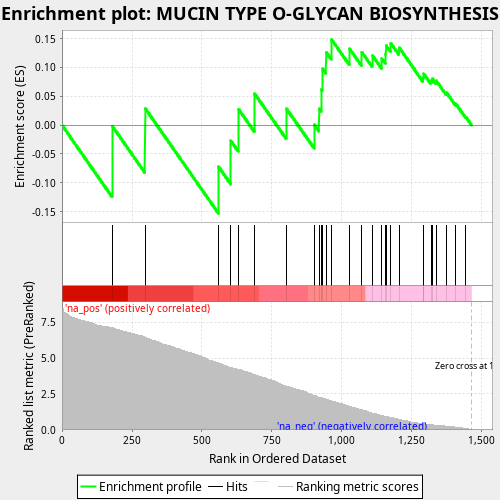 Enrichment plot: MUCIN TYPE O-GLYCAN BIOSYNTHESIS
Enrichment score (ES)
0.15
0.10
0.05
0.00
-0.05
-0.10
-0.15
'na_pos' (positively correlated)
Ranked list metric (PreRanked)
7.5
5.0
2.5
0.0
Zero cross at 1
'na_neg' (negatively correlated)
0
250
500
750
1,000
1,250
1,500
Rank in Ordered Dataset
Enrichment profile
Hits
Ranking metric scores